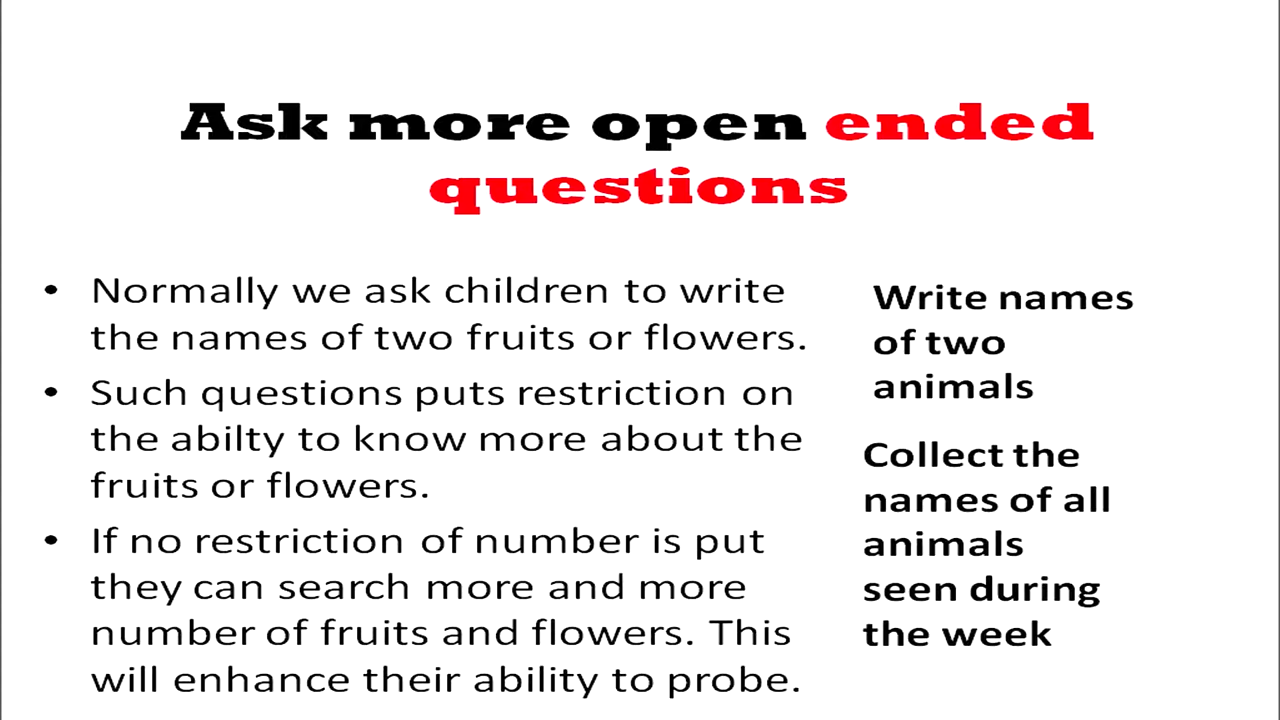 Ask more open ended
questions
• Normally we ask children to write
the names of two fruits or flowers.
• Such questions puts restriction on
the abilty to know more about the
fruits or flowers.
• If no restriction of number is put
they can search more and more
number of fruits and flowers. This
will enhance their ability to probe.
Write names
of two
animals
Collect the
names of all
animals
seen during
the week